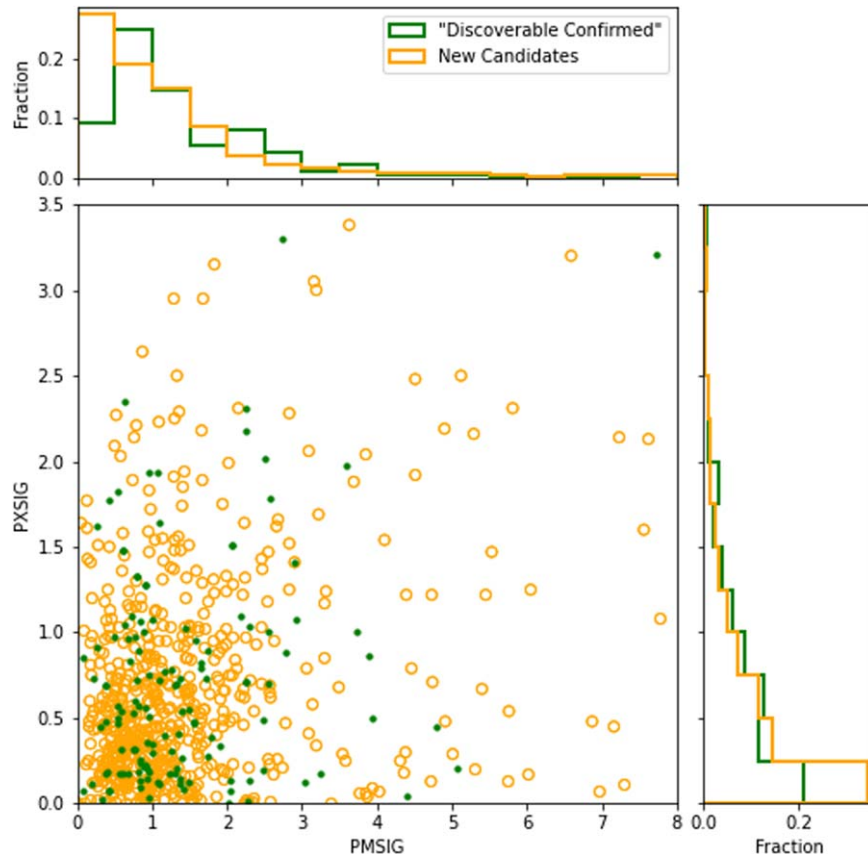 "Discoverable Confirmed"
New Candidates
Fraction
0.2
0.1
0.0
3.5
3.0
2.5
2.0
1.5
1.0
0.5
0.0
PXSIG
0 1 2 3 4 5 6 7 8
PMSIG
0.0 0.2
Fraction